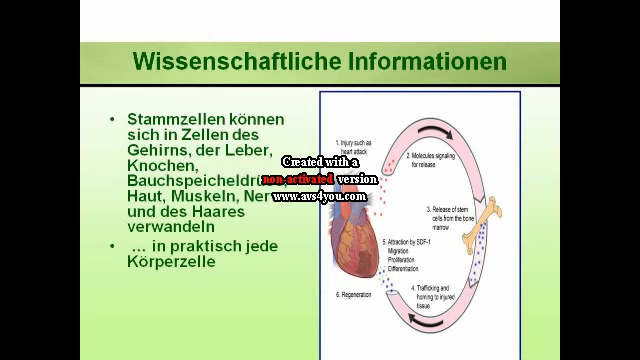 Wissenschaftliche Informationen
• Stammzellen können
sich in Zellen des
Gehirns, der Leber,
Knochen,
Haut, Muskeln,
und des Haares
verwandeln
• ... in praktisch jede
Körperzelle
1. Injury such as
heart attack
2. Molecules signaling
for release
3. Release of stem
cells from the bone
marrow
4. Trafficking and
homing to injured
tissue
5. Attraction by SDF-1
Migration
Proliferation
Differentiation
6. Regeneration
Created with a
non-activated version
www.avs4you.com